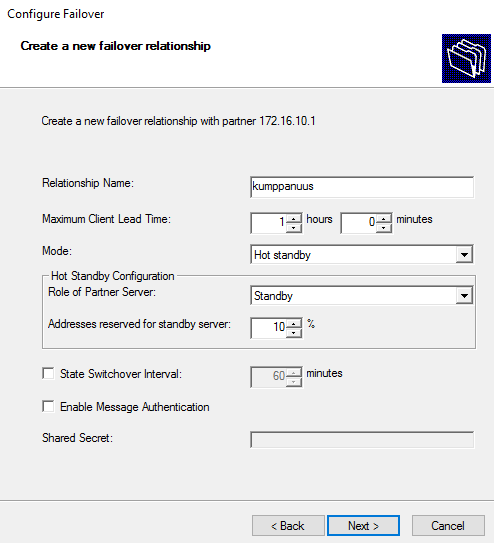 Configure Failover
Create a new failover relationship
Create a new failover relationship with partner 172.16.10.1
Relationship Name: kumppanuus
Maximum Client Lead Time: 1 hours 0 minutes
Mode: Hot standby
Hot Standby Configuration
Role of Partner Server: Standby
Addresses reserved for standby server: 10 %
State Switchover Interval: 60 minutes
Enable Message Authentication
Shared Secret:
< Back Next > Cancel